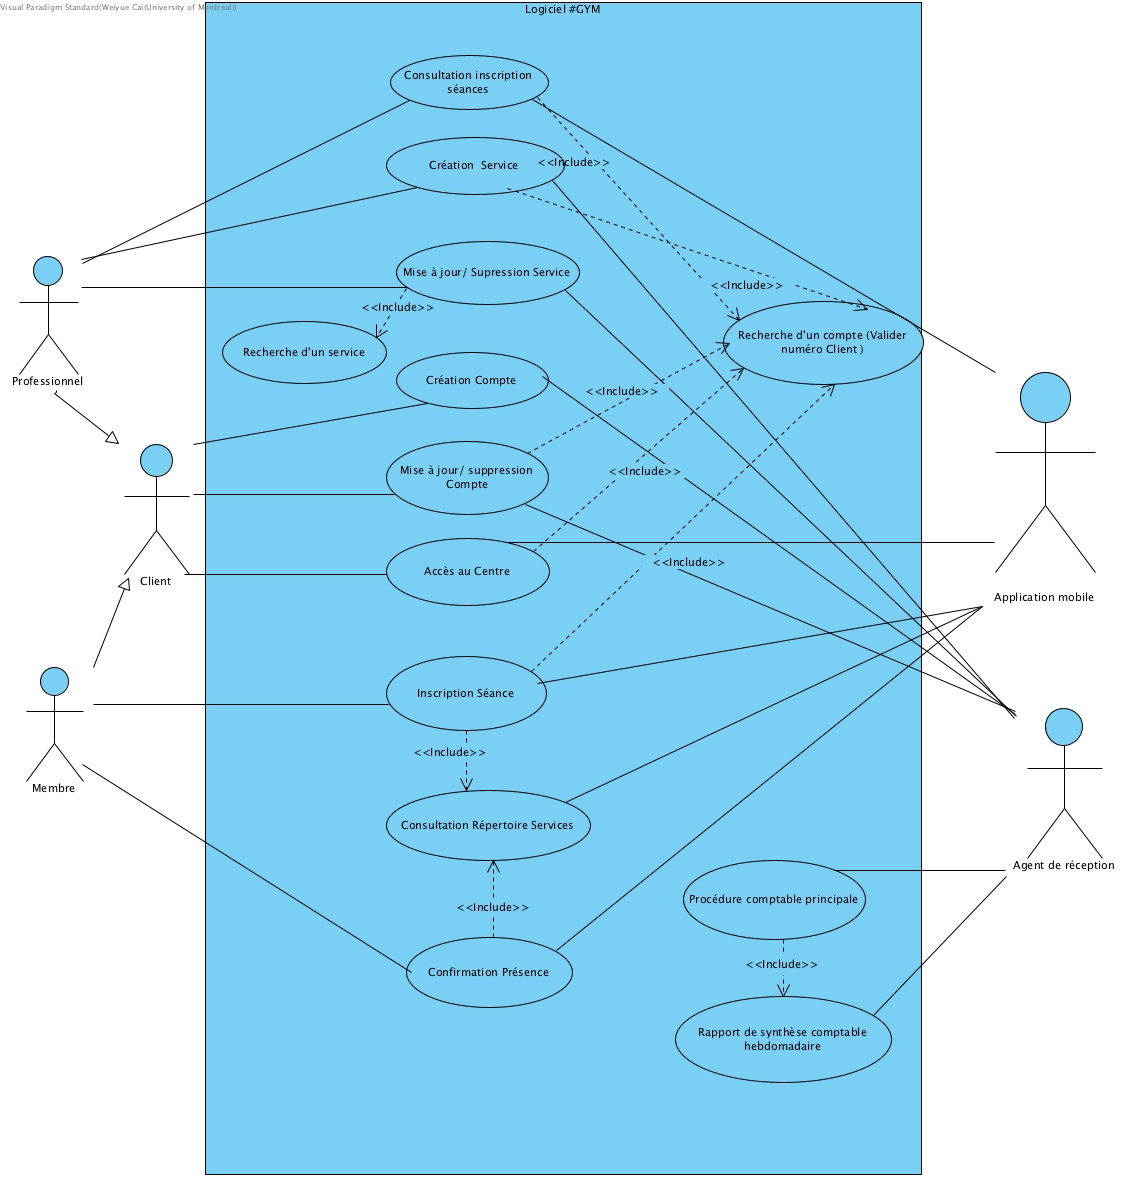 Visual Paradigm Standard(Weiyue Cai(University of Montreal))
Logiciel #GYM
Consultation inscription
séances
Création  Service
<<Include>>
Mise à jour/ Supression Service
<<Include>>
<<Include>>
Recherche d'un compte (Valider
numéro Client )
Recherche d'un service
Professionnel
Création Compte
<<Include>>
Mise à jour/ suppression
Compte
<<Include>>
Accès au Centre
<<Include>>
Client
Application mobile
Inscription Séance
<<Include>>
Membre
Consultation Répertoire Services
Agent de réception
Procédure comptable principale
<<Include>>
<<Include>>
Confirmation Présence
Rapport de synthèse comptable
hebdomadaire